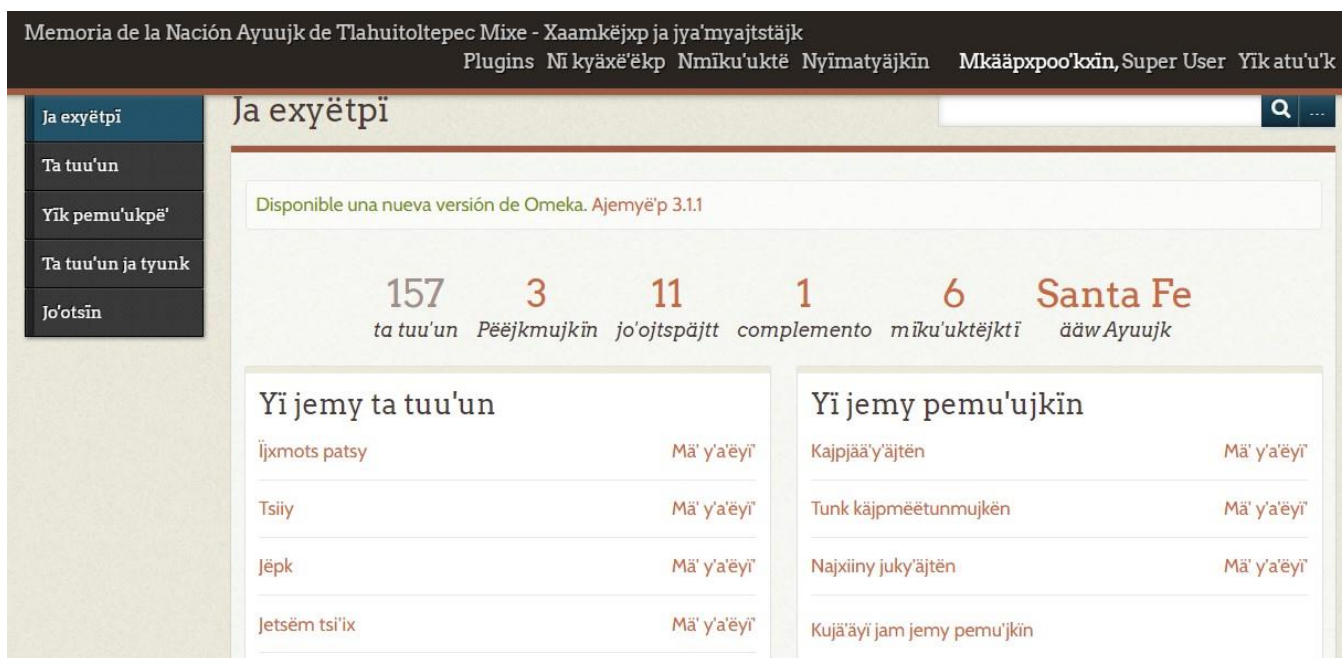 Memoria de la Nación Ayuujk de Tlahuitoltepec Mixe - Xaamkëjxp ja jya'myajtstäjk
Plugins Nï kyäxë'ëkp Nmïku'uktë Nyïmatyäjkïn Mkääpxpoo'kxïn, Super User Yïk atu'u'k
Ja exyëtpï
Ta tuu'un
Yïk pemu'ukpë'
Ta tuu'un ja tyunk
Jo'otsïn
Ja exyëtpï
...
Disponible una nueva versión de Omeka. Ajemyë'p 3.1.1
157 3 11 1 6 Santa Fe
ta tuu'un Pëëjkmujkïn jo'ojtspäjtt complemento mïku'uktëjktï ääw Ayuujk
Yï jemy ta tuu'un
Ïjxmots patsy Mä' y'a'ëyï'
Tsiiy Mä' y'a'ëyï'
Jëpk Mä' y'a'ëyï'
Jetsëm tsi'ix Mä' y'a'ëyï'
Yï jemy pemu'ujkïn
Kajpjää'y'äjtën Mä' y'a'ëyï'
Tunk käjpmëëtunmujkën Mä' y'a'ëyï'
Najxiiny juky'äjtën Mä' y'a'ëyï'
Kujä'äyï jam jemy pemu'jkïn